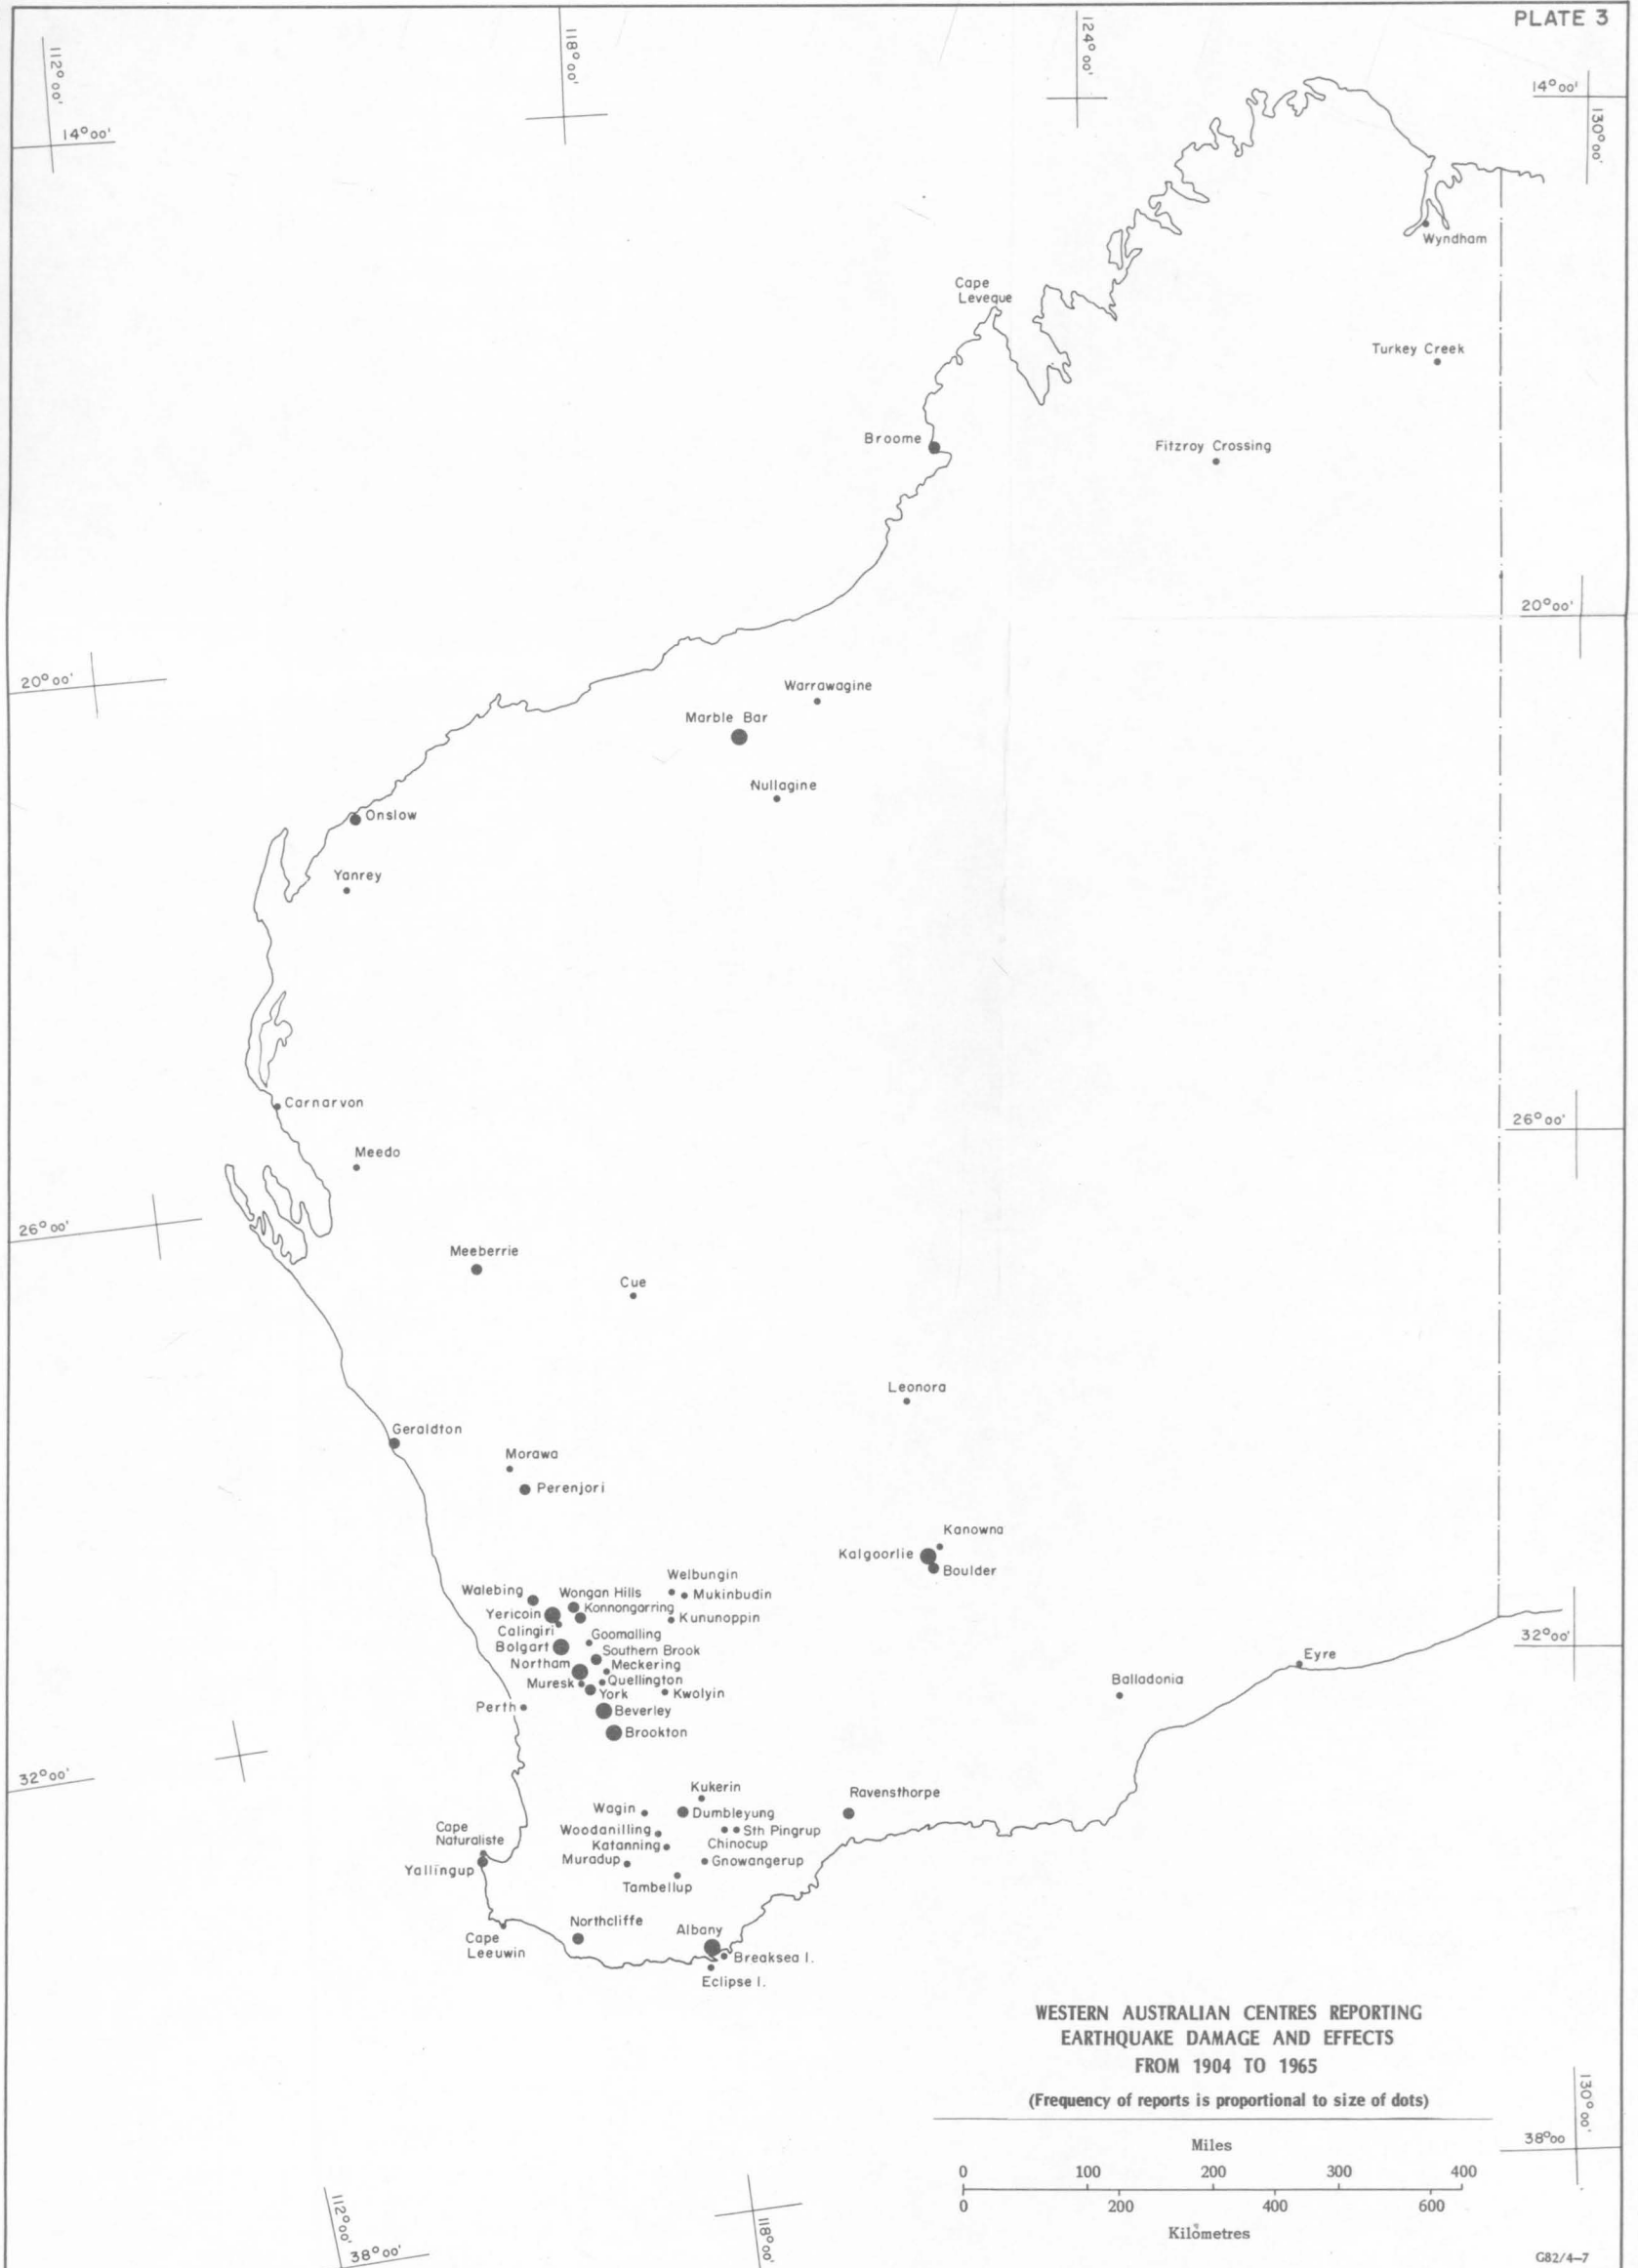 PLATE 3
112° 00'
118° 00'
124° 00'
14° 00'
130° 00'
14° 00'
Wyndham
Cape
Leveque
Turkey Creek
Broome
Fitzroy Crossing
20° 00'
20° 00'
Warrawagine
Marble Bar
Nullagine
Onslow
Yanrey
Carnarvon
26° 00'
Meedo
26° 00'
Meeberrie
Cue
Leonora
Geraldton
Morawa
Perenjori
Kanowna
Kalgoorlie
Boulder
Welbungin
Walebing
Wongan Hills
Mukinbudin
Yericoin
Konnongorring
Kununoppin
Calingiri
Goomalling
Bolgart
Southern Brook
32° 00'
Northam
Meckering
Eyre
Muresk
Quellington
Balladonia
York
Kwolyin
Perth
Beverley
Brookton
32° 00'
Kukerin
Ravensthorpe
Wagin
Dumbleyung
Cape
Naturaliste
Woodanilling
Sth Pingrup
Katanning
Chinocup
Yallingup
Muradup
Gnowangerup
Tambellup
Northcliffe
Albany
Cape
Leeuwin
Breaksea I.
Eclipse I.
WESTERN AUSTRALIAN CENTRES REPORTING
EARTHQUAKE DAMAGE AND EFFECTS
FROM 1904 TO 1965
(Frequency of reports is proportional to size of dots)
130° 00'
Miles
38° 00
0 100 200 300 400
0 200 400 600
Kilometres
112° 00'
118° 00'
38° 00'
G82/4-7